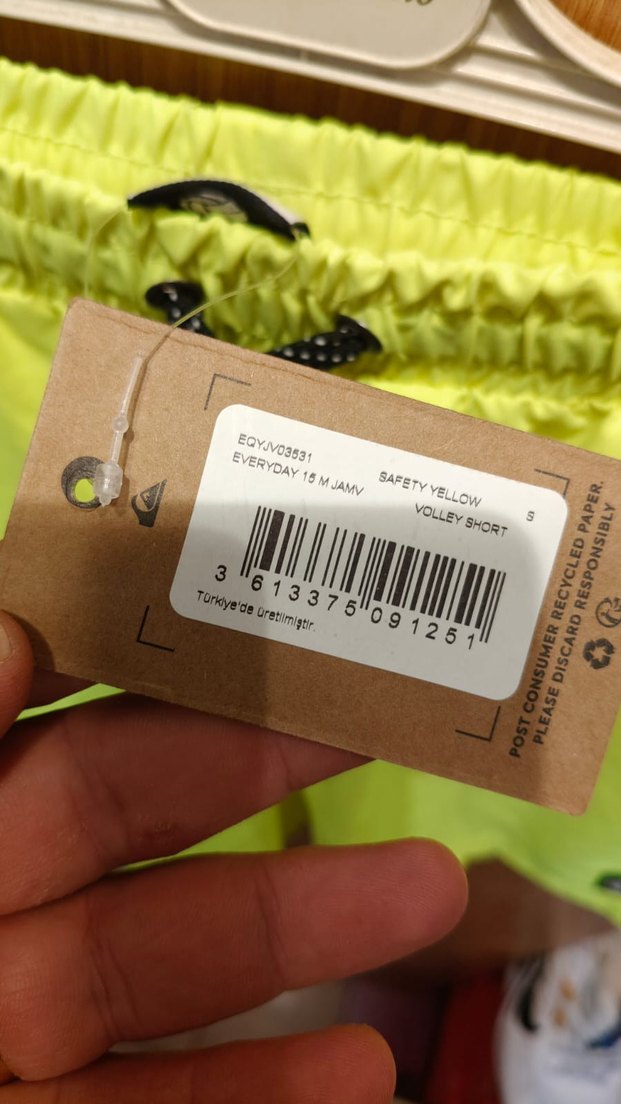 EQYJV03531 SAFETY YELLOW S
EVERYDAY 15 M JAMV VOLLEY SHORT
3 613375 091251
Türkiye'de üretilmiştir.
POST CONSUMER RECYCLED PAPER.
PLEASE DISCARD RESPONSIBLY